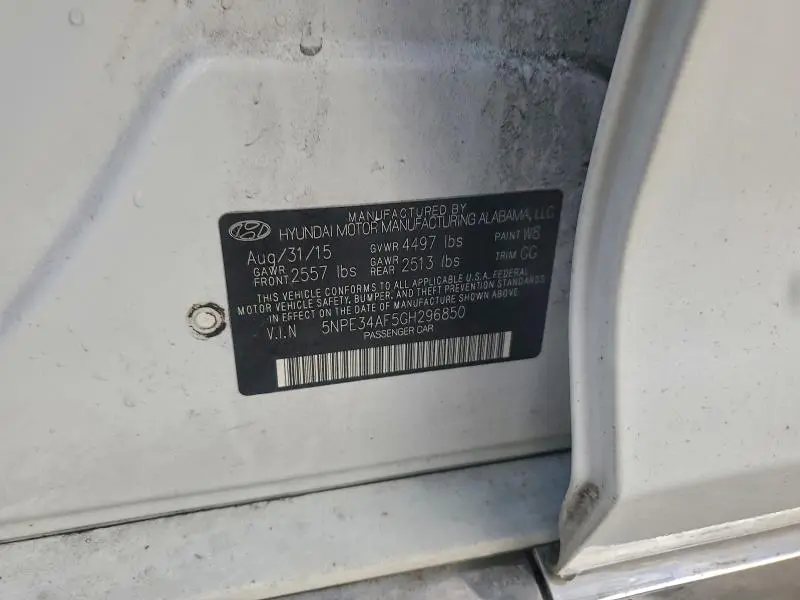 MANUFACTURED BY
HYUNDAI MOTOR MANUFACTURING ALABAMA, LLC
Aug/31/15 GVWR 4497 lbs PAINT W8
GAWR FRONT 2557 lbs GAWR REAR 2513 lbs TRIM CG
THIS VEHICLE CONFORMS TO ALL APPLICABLE U.S.A. FEDERAL
MOTOR VEHICLE SAFETY, BUMPER, AND THEFT PREVENTION STANDARDS
IN EFFECT ON THE DATE OF MANUFACTURE SHOWN ABOVE.
V.I.N 5NPE34AF5GH296850
PASSENGER CAR